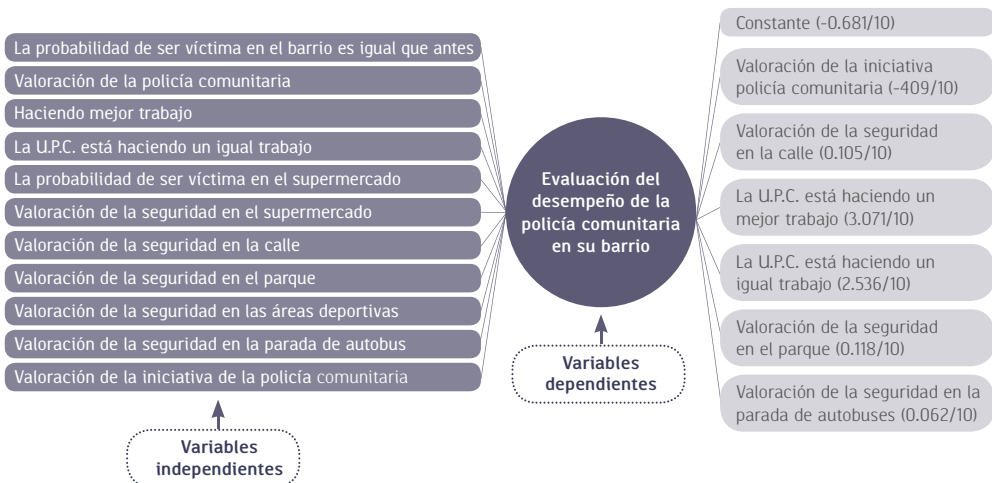 La probabilidad de ser víctima en el barrio es igual que antes
Valoración de la policía comunitaria
Haciendo mejor trabajo
La U.P.C. está haciendo un igual trabajo
La probabilidad de ser víctima en el supermercado
Valoración de la seguridad en el supermercado
Valoración de la seguridad en la calle
Valoración de la seguridad en el parque
Valoración de la seguridad en las áreas deportivas
Valoración de la seguridad en la parada de autobus
Valoración de la iniciativa de la policía comunitaria
Variables
independientes
Evaluación del
desempeño de la
policía comunitaria
en su barrio
Variables
dependientes
Constante (-0.681/10)
Valoración de la iniciativa
policía comunitaria (-409/10)
Valoración de la seguridad
en la calle (0.105/10)
La U.P.C. está haciendo un
mejor trabajo (3.071/10)
La U.P.C. está haciendo un
igual trabajo (2.536/10)
Valoración de la seguridad
en el parque (0.118/10)
Valoración de la seguridad en la
parada de autobuses (0.062/10)